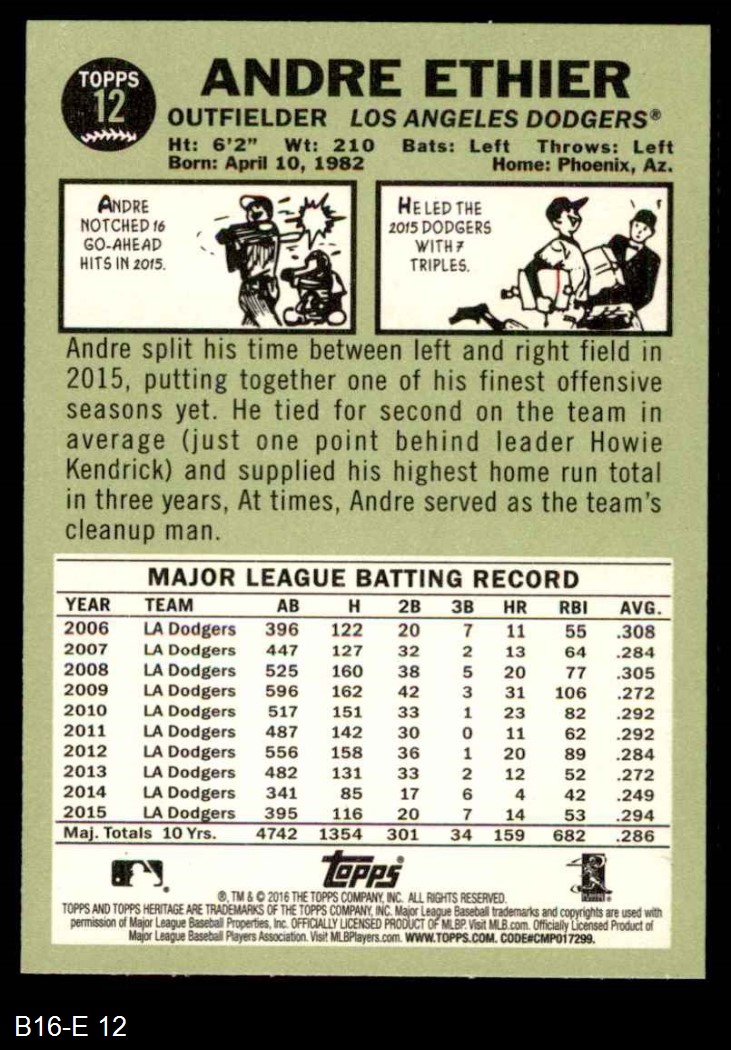 TOPPS
12
ANDRE ETHIER
OUTFIELDER LOS ANGELES DODGERS®
Ht: 6'2" Wt: 210 Bats: Left Throws: Left
Born: April 10, 1982 Home: Phoenix, Az.
ANDRE
NOTCHED 16
GO-AHEAD
HITS IN 2015.
HE LED THE
2015 DODGERS
WITH 7
TRIPLES.
Andre split his time between left and right field in
2015, putting together one of his finest offensive
seasons yet. He tied for second on the team in
average (just one point behind leader Howie
Kendrick) and supplied his highest home run total
in three years, At times, Andre served as the team's
cleanup man.
MAJOR LEAGUE BATTING RECORD
YEAR TEAM AB H 2B 3B HR RBI AVG.
2006 LA Dodgers 396 122 20 7 11 55 .308
2007 LA Dodgers 447 127 32 2 13 64 .284
2008 LA Dodgers 525 160 38 5 20 77 .305
2009 LA Dodgers 596 162 42 3 31 106 .272
2010 LA Dodgers 517 151 33 1 23 82 .292
2011 LA Dodgers 487 142 30 0 11 62 .292
2012 LA Dodgers 556 158 36 1 20 89 .284
2013 LA Dodgers 482 131 33 2 12 52 .272
2014 LA Dodgers 341 85 17 6 4 42 .249
2015 LA Dodgers 395 116 20 7 14 53 .294
Maj. Totals 10 Yrs. 4742 1354 301 34 159 682 .286
topps®
®, TM & © 2016 THE TOPPS COMPANY, INC. ALL RIGHTS RESERVED.
TOPPS AND TOPPS HERITAGE ARE TRADEMARKS OF THE TOPPS COMPANY, INC. Major League Baseball trademarks and copyrights are used with
permission of Major League Baseball Properties, Inc. OFFICIALLY LICENSED PRODUCT OF MLBP. Visit MLB.com. Officially Licensed Product of
Major League Baseball Players Association. Visit MLBPlayers.com. WWW.TOPPS.COM. CODE#CMP017299.
B16-E 12